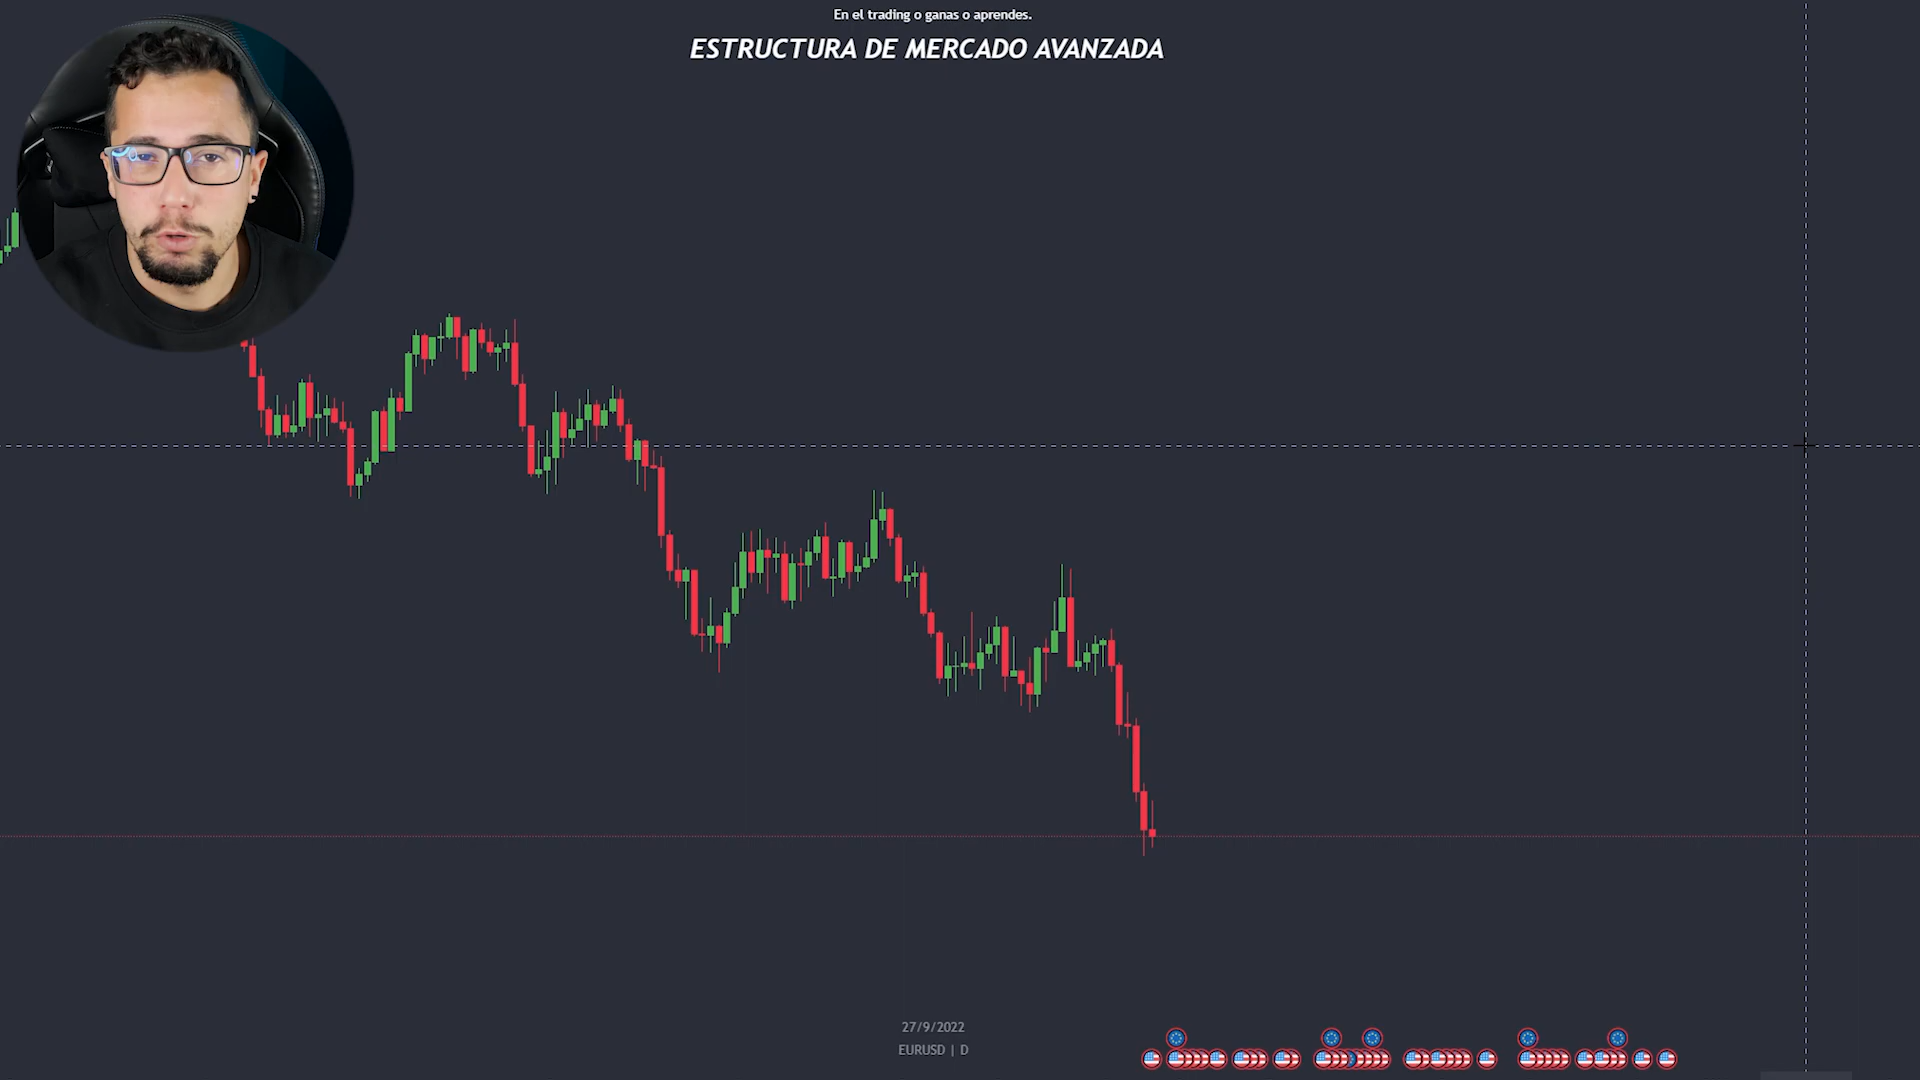 En el trading o ganas o aprendes.
ESTRUCTURA DE MERCADO AVANZADA
27/9/2022
EURUSD | D